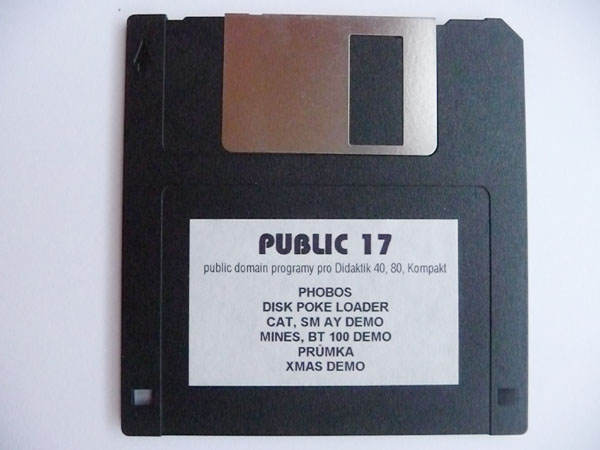 PUBLIC 17
public domain programy pro Didaktik 40, 80, Kompakt
PHOBOS
DISK POKE LOADER
CAT, SM AY DEMO
MINES, BT 100 DEMO
PRŮMKA
XMAS DEMO